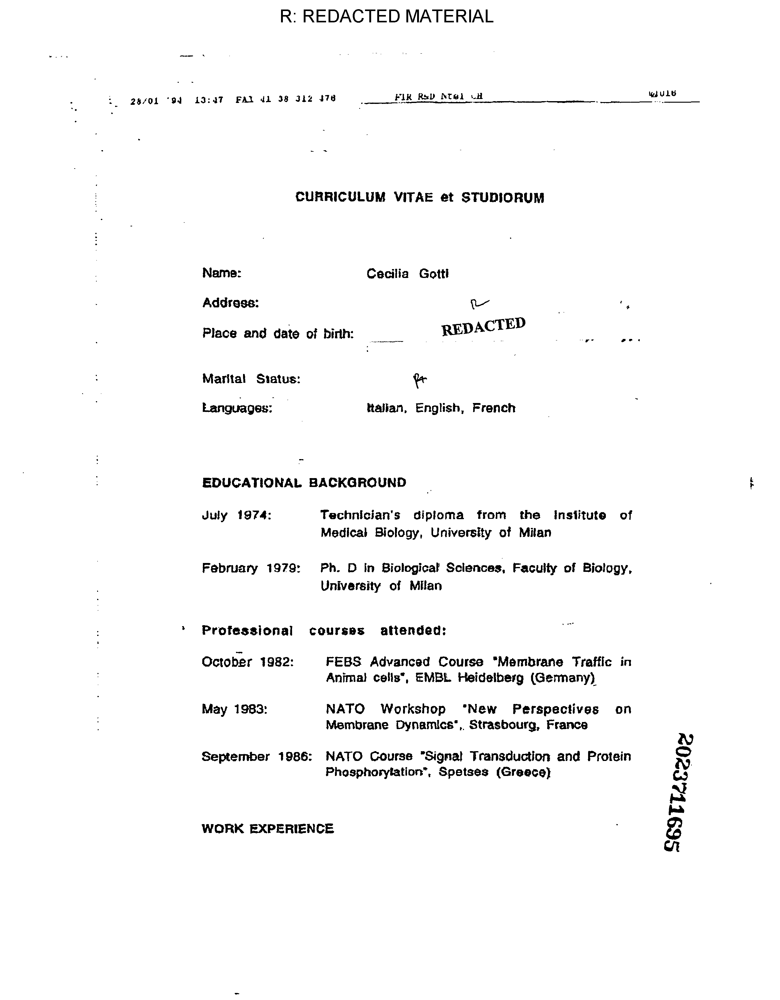 R: REDACTED MATERIAL
28/01 '94 13:47 FAX 41 38 312 476 FTR R&D Ntel CH 016
CURRICULUM VITAE et STUDIORUM
Name: Cecilia Gotti
Address: R
Place and date of birth: REDACTED
Marital Status: R
Languages: Italian, English, French
EDUCATIONAL BACKGROUND
July 1974: Technician's diploma from the Institute of
Medical Biology, University of Milan
February 1979: Ph. D in Biological Sciences, Faculty of Biology,
University of Milan
Professional courses attended:
October 1982: FEBS Advanced Course "Membrane Traffic in
Animal cells", EMBL Heidelberg (Germany)
May 1983: NATO Workshop "New Perspectives on
Membrane Dynamics", Strasbourg, France
September 1986: NATO Course "Signal Transduction and Protein
Phosphorylation", Spetses (Greece)
WORK EXPERIENCE
2023711695